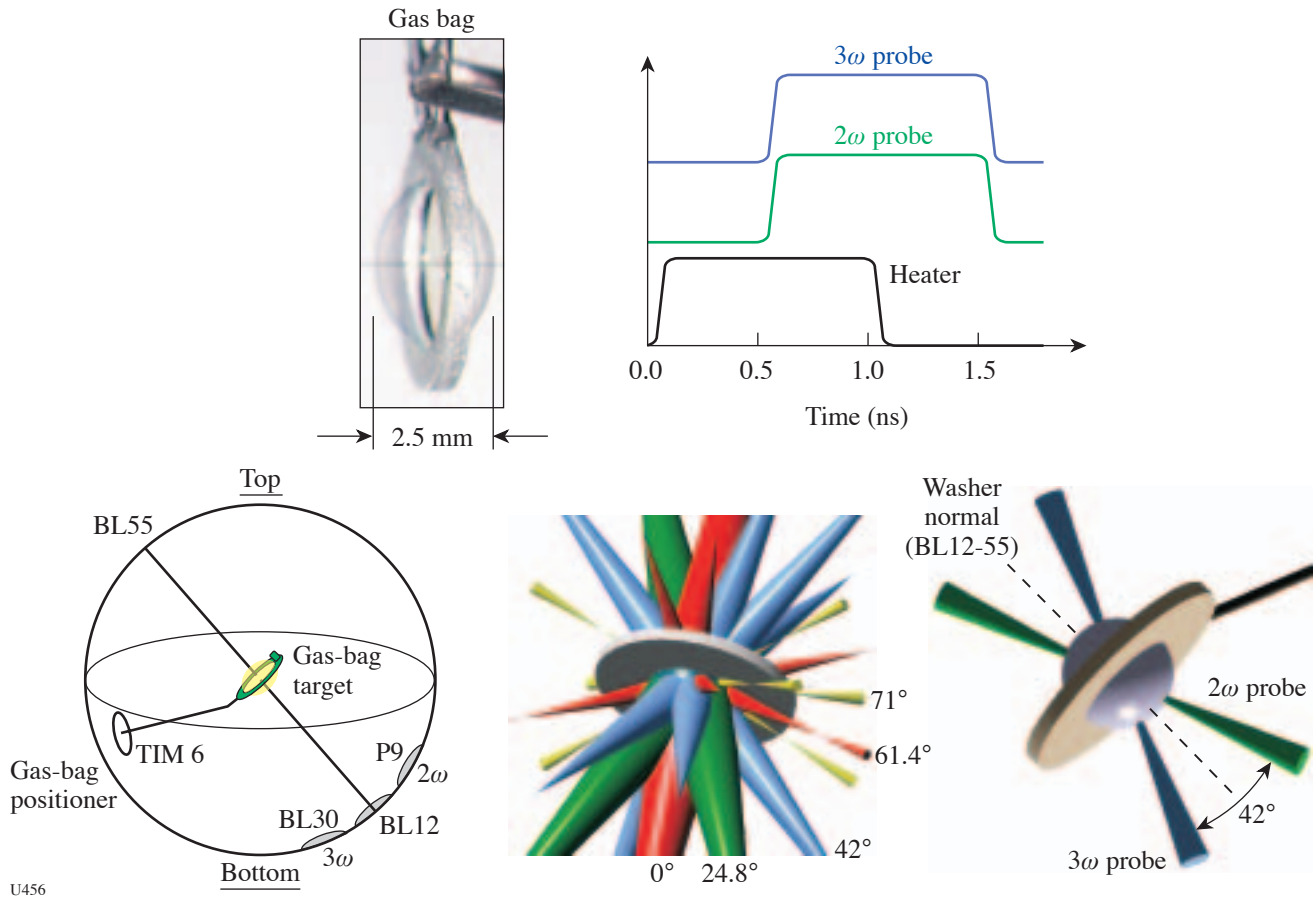 Gas bag
2.5 mm
3ω probe
2ω probe
Heater
0.0
0.5
1.0
1.5
Time (ns)
Top
BL55
Gas-bag
target
TIM 6
Gas-bag
positioner
P9
2ω
BL12
BL30
3ω
Bottom
71°
61.4°
42°
0°
24.8°
Washer
normal
(BL12-55)
2ω probe
42°
3ω probe
U456